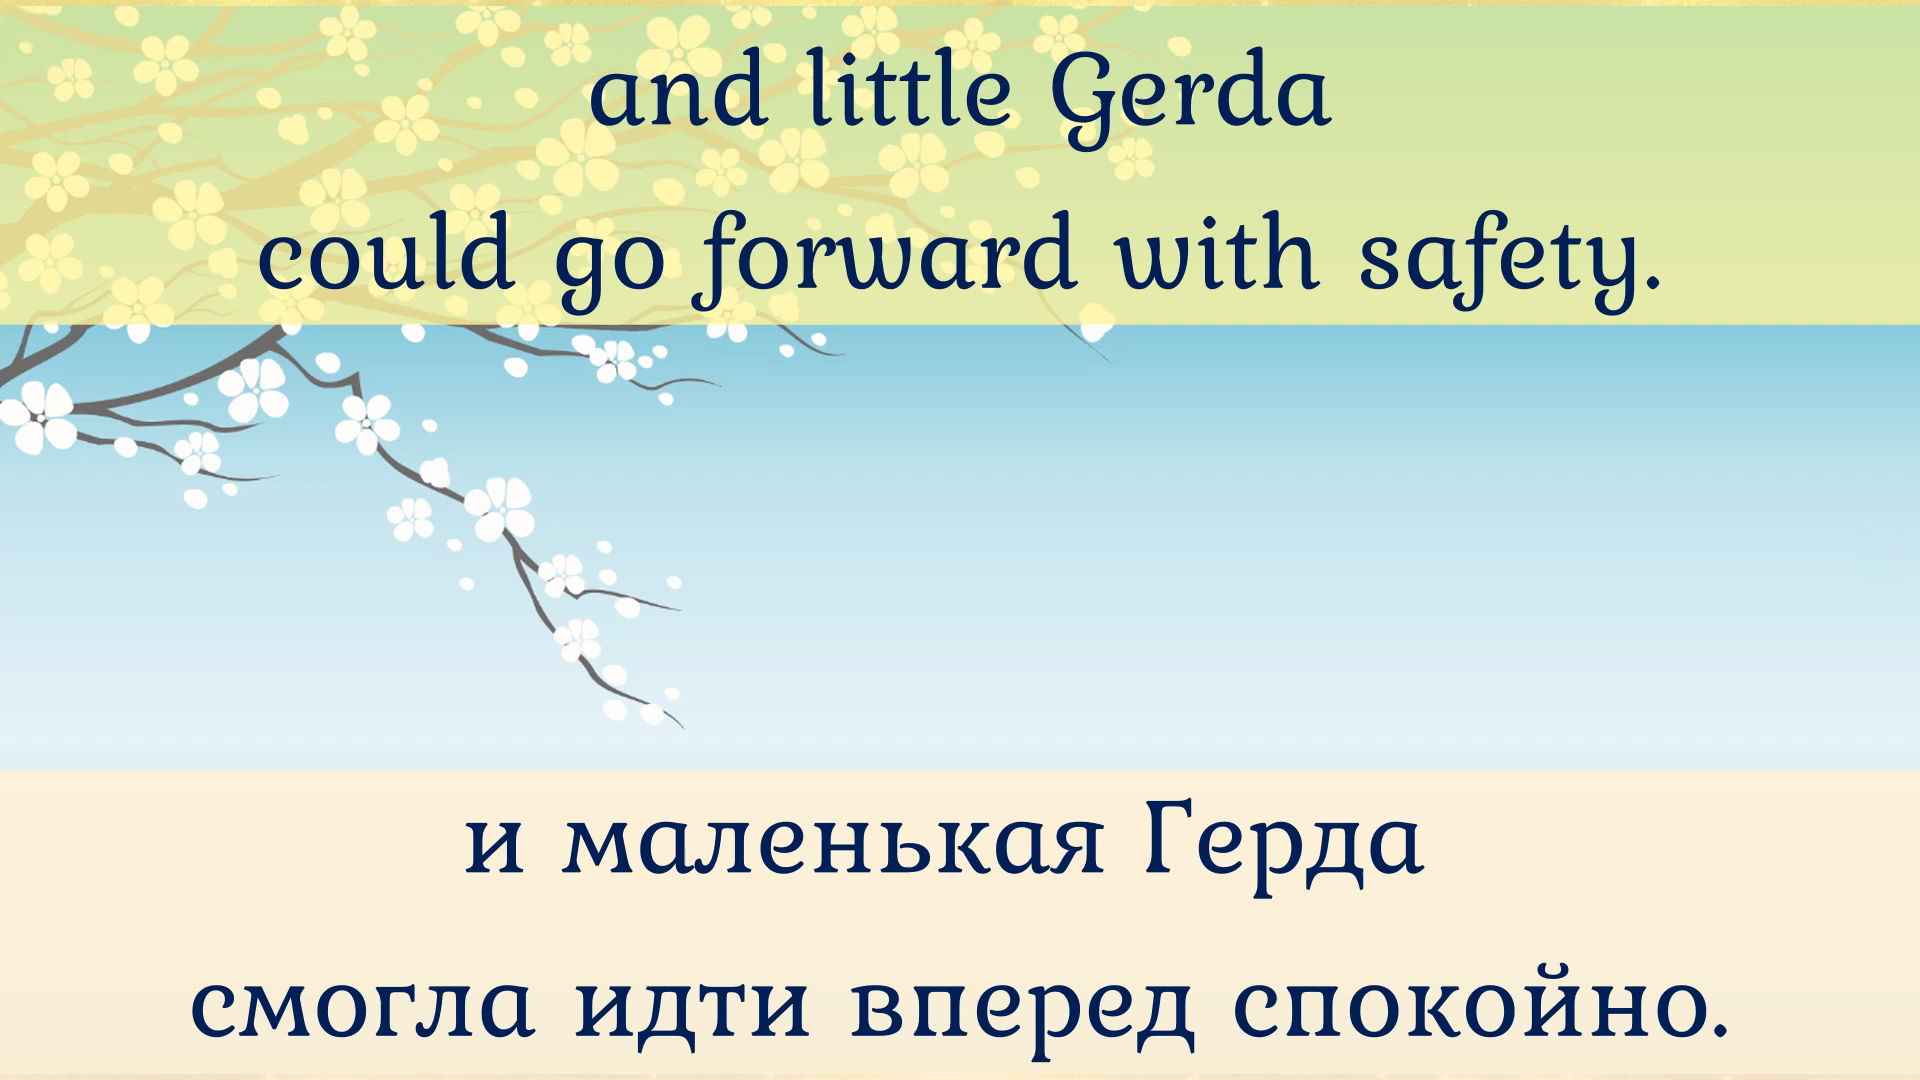 and little Gerda
could go forward with safety.
и маленькая Герда
смогла идти вперед спокойно.